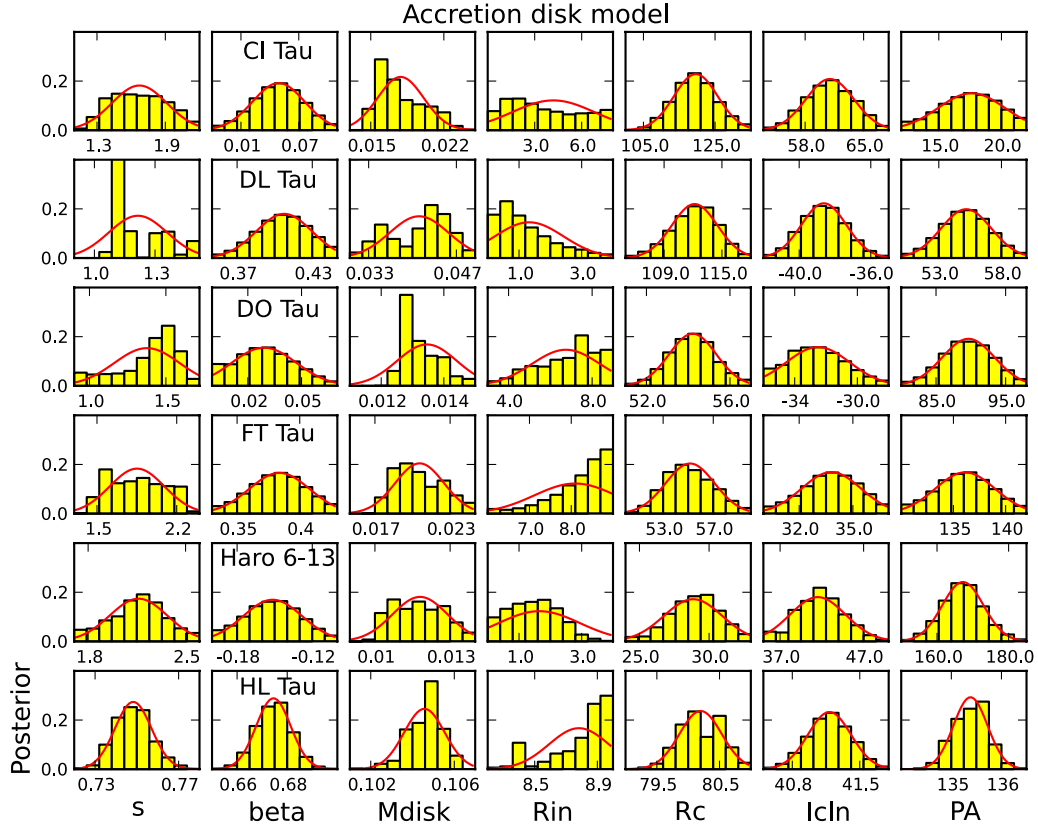 Accretion disk model
CI Tau
0.2
0.0
1.3 1.9 0.01 0.07 0.015 0.022 3.0 6.0 105.0 125.0 58.0 65.0 15.0 20.0
DL Tau
0.2
0.0
1.0 1.3 0.37 0.43 0.033 0.047 1.0 3.0 109.0 115.0 -40.0 -36.0 53.0 58.0
DO Tau
0.2
0.0
1.0 1.5 0.02 0.05 0.012 0.014 4.0 8.0 52.0 56.0 -34 -30.0 85.0 95.0
FT Tau
0.2
0.0
1.5 2.2 0.35 0.4 0.017 0.023 7.0 8.0 53.0 57.0 32.0 35.0 135 140
Haro 6-13
0.2
0.0
1.8 2.5 -0.18 -0.12 0.01 0.013 1.0 3.0 25.0 30.0 37.0 47.0 160.0 180.0
HL Tau
0.2
0.0
0.73 0.77 0.66 0.68 0.102 0.106 8.5 8.9 79.5 80.5 40.8 41.5 135 136
Posterior
s beta Mdisk Rin Rc IcIn PA